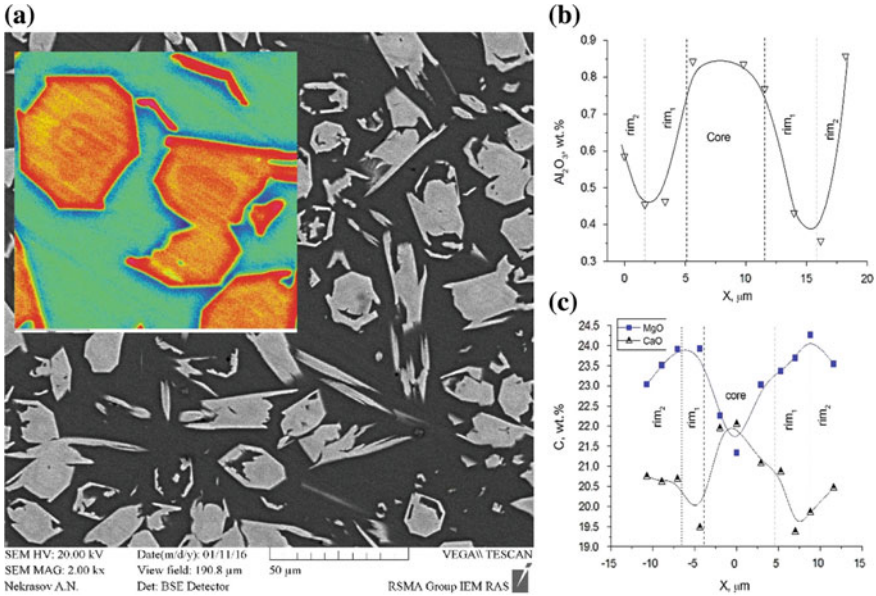 (a)
SEM HV: 20.00 kV Date(m/d/y): 01/11/16 VEGA\\ TESCAN
SEM MAG: 2.00 kx View field: 190.8 µm 50 µm
Nekrasov A.N. Det: BSE Detector RSMA Group IEM RAS
(b)
0.9
0.8
0.7
0.6
0.5
0.4
0.3
Al₂O₃, wt.%
rim₂
rim₁
Core
rim₁
rim₂
0 5 10 15 20
X, µm
(c)
MgO
CaO
24.5
24.0
23.5
23.0
22.5
22.0
21.5
21.0
20.5
20.0
19.5
19.0
C, wt.%
rim₂
rim₁
core
rim₁
rim₂
-15 -10 -5 0 5 10 15
X, µm